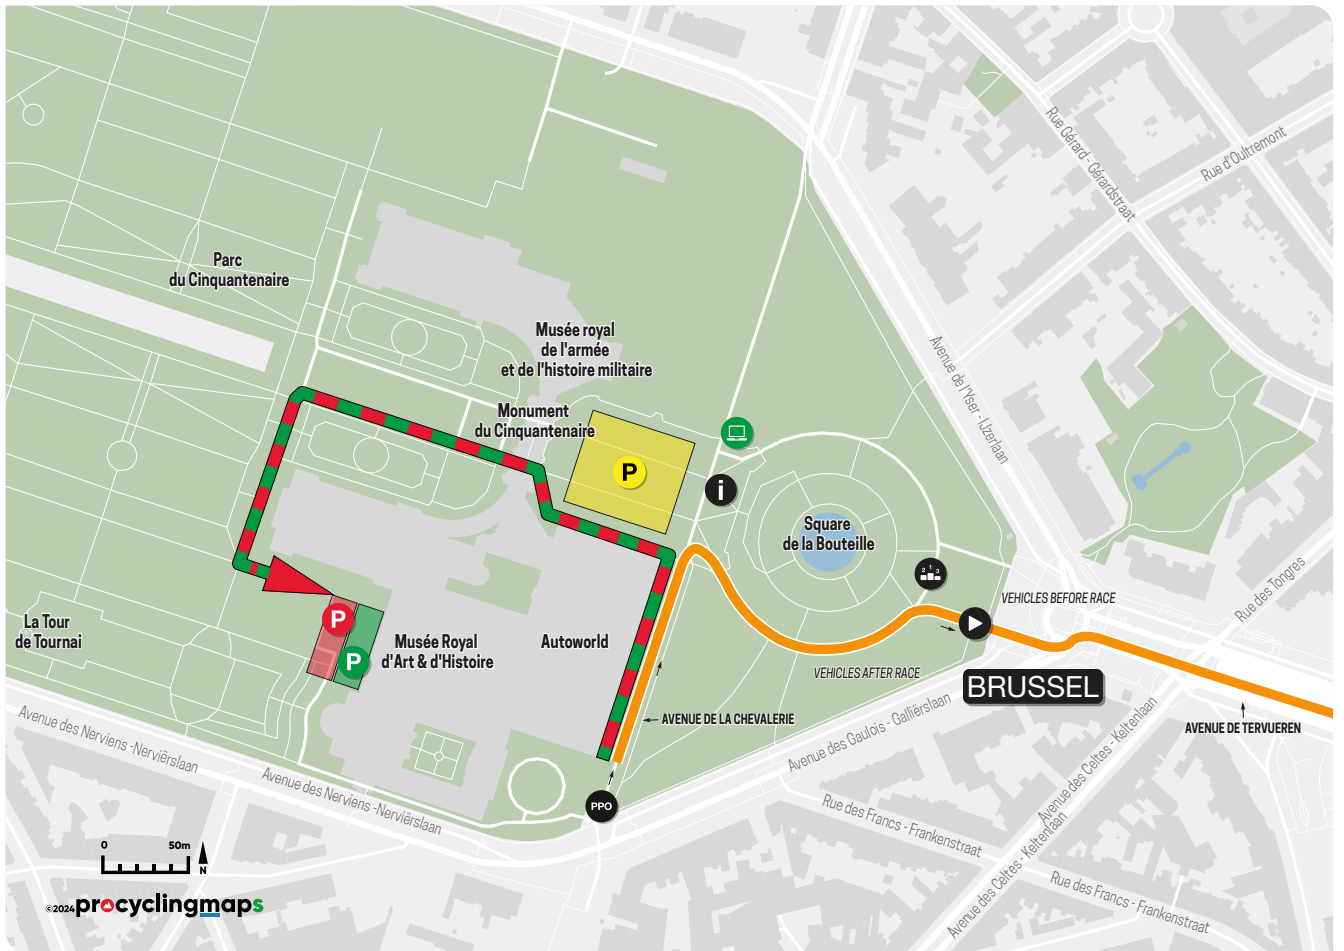 Rue Gérard - Gérardstraat
Rue d'Oultremont
Parc
du Cinquantenaire
Musée royal
de l'armée
et de l'histoire militaire
Avenue de l'Yser - IJzerlaan
Monument
du Cinquantenaire
P
i
Square
de la Bouteille
2 1 3
VEHICLES BEFORE RACE
Rue des Tongres
La Tour
de Tournai
P
P
Musée Royal
d'Art & d'Histoire
Autoworld
VEHICLES AFTER RACE
BRUSSEL
AVENUE DE LA CHEVALERIE
AVENUE DE TERVUEREN
Avenue des Nerviens-Nerviërslaan
Avenue des Nerviens -Nerviërslaan
Avenue des Gaulois - Galliërslaan
Avenue des Celtes - Keltenlaan
PPO
Rue des Francs - Frankenstraat
Avenue des Celtes - Keltenlaan
Rue des Francs - Frankenstraat
0 50m
N
©2024 procyclingmaps